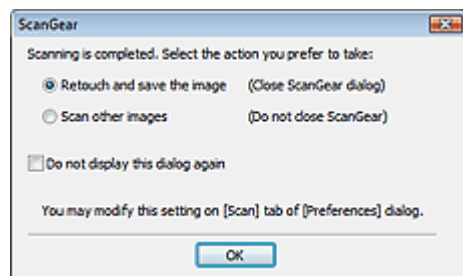 ScanGear
Scanning is completed. Select the action you prefer to take:
Retouch and save the image (Close ScanGear dialog)
Scan other images (Do not close ScanGear)
Do not display this dialog again
You may modify this setting on [Scan] tab of [Preferences] dialog.
OK